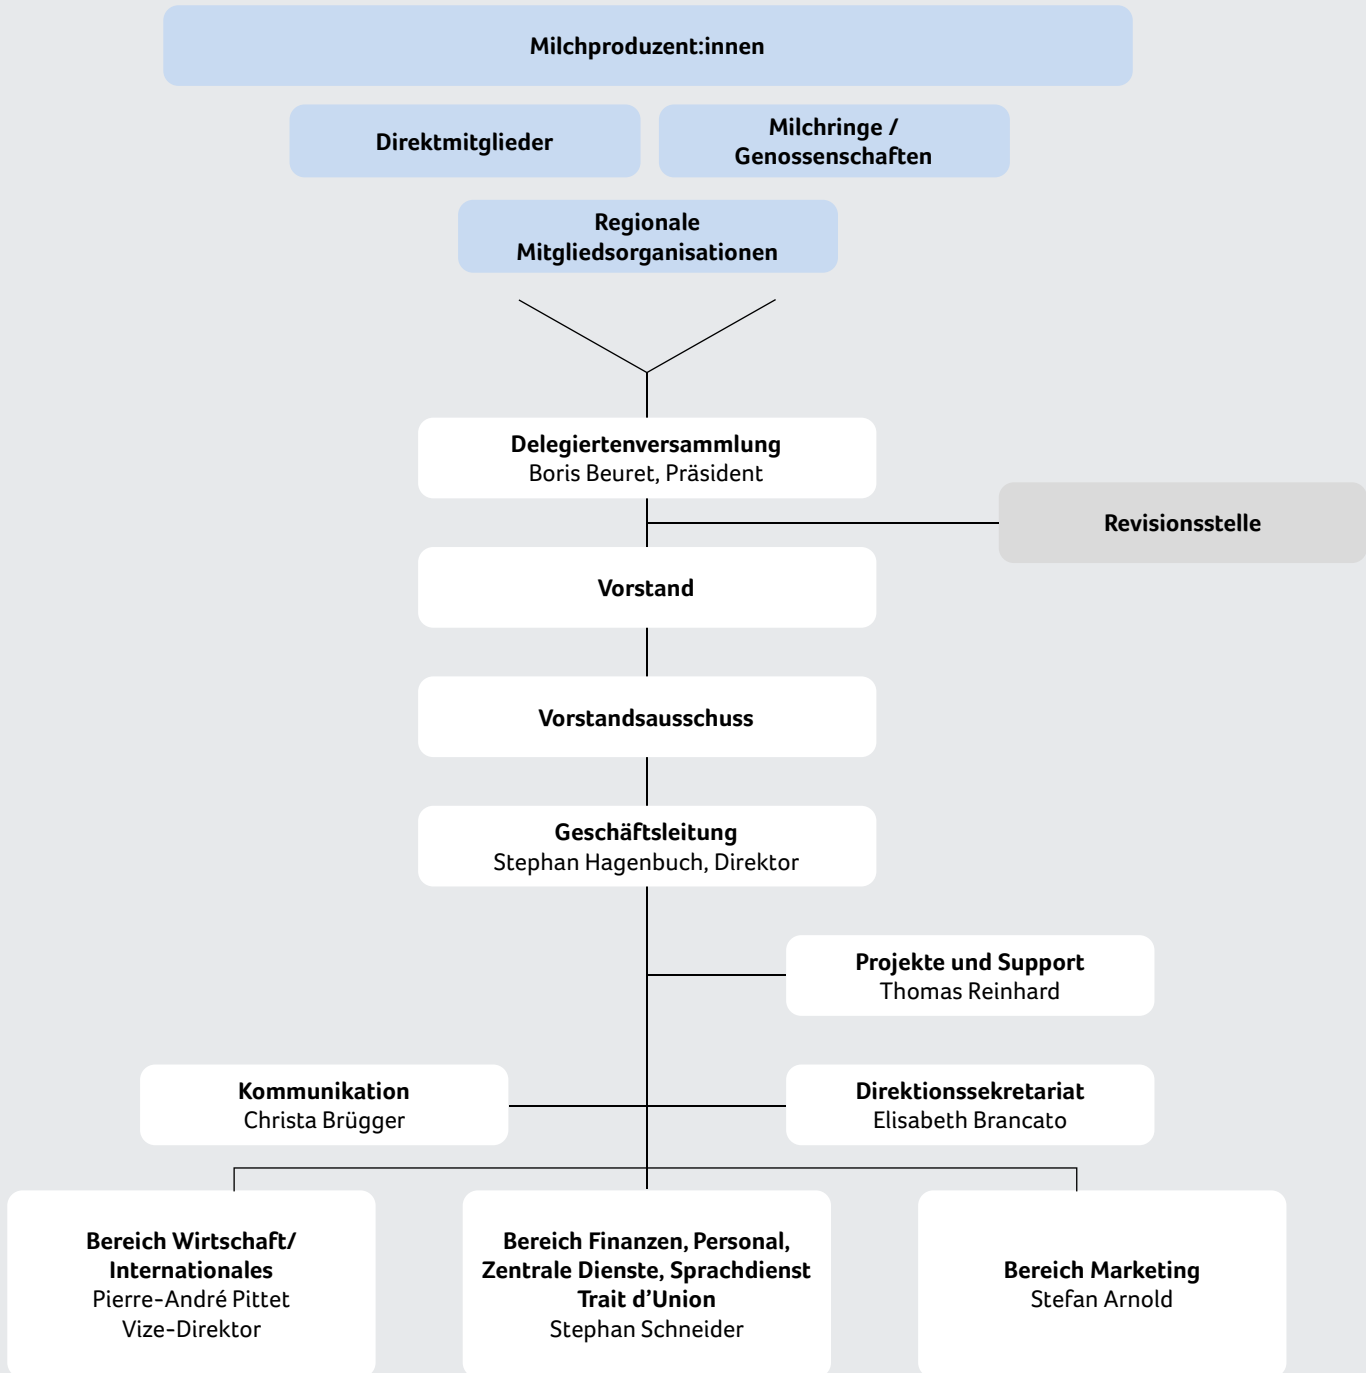 Milchproduzent:innen
Direktmitglieder
Milchringe /
Genossenschaften
Regionale
Mitgliedsorganisationen
Delegiertenversammlung
Boris Beuret, Präsident
Revisionsstelle
Vorstand
Vorstandsausschuss
Geschäftsleitung
Stephan Hagenbuch, Direktor
Projekte und Support
Thomas Reinhard
Kommunikation
Christa Brügger
Direktionssekretariat
Elisabeth Brancato
Bereich Wirtschaft/
Internationales
Pierre-André Pittet
Vize-Direktor
Bereich Finanzen, Personal,
Zentrale Dienste, Sprachdienst
Trait d’Union
Stephan Schneider
Bereich Marketing
Stefan Arnold